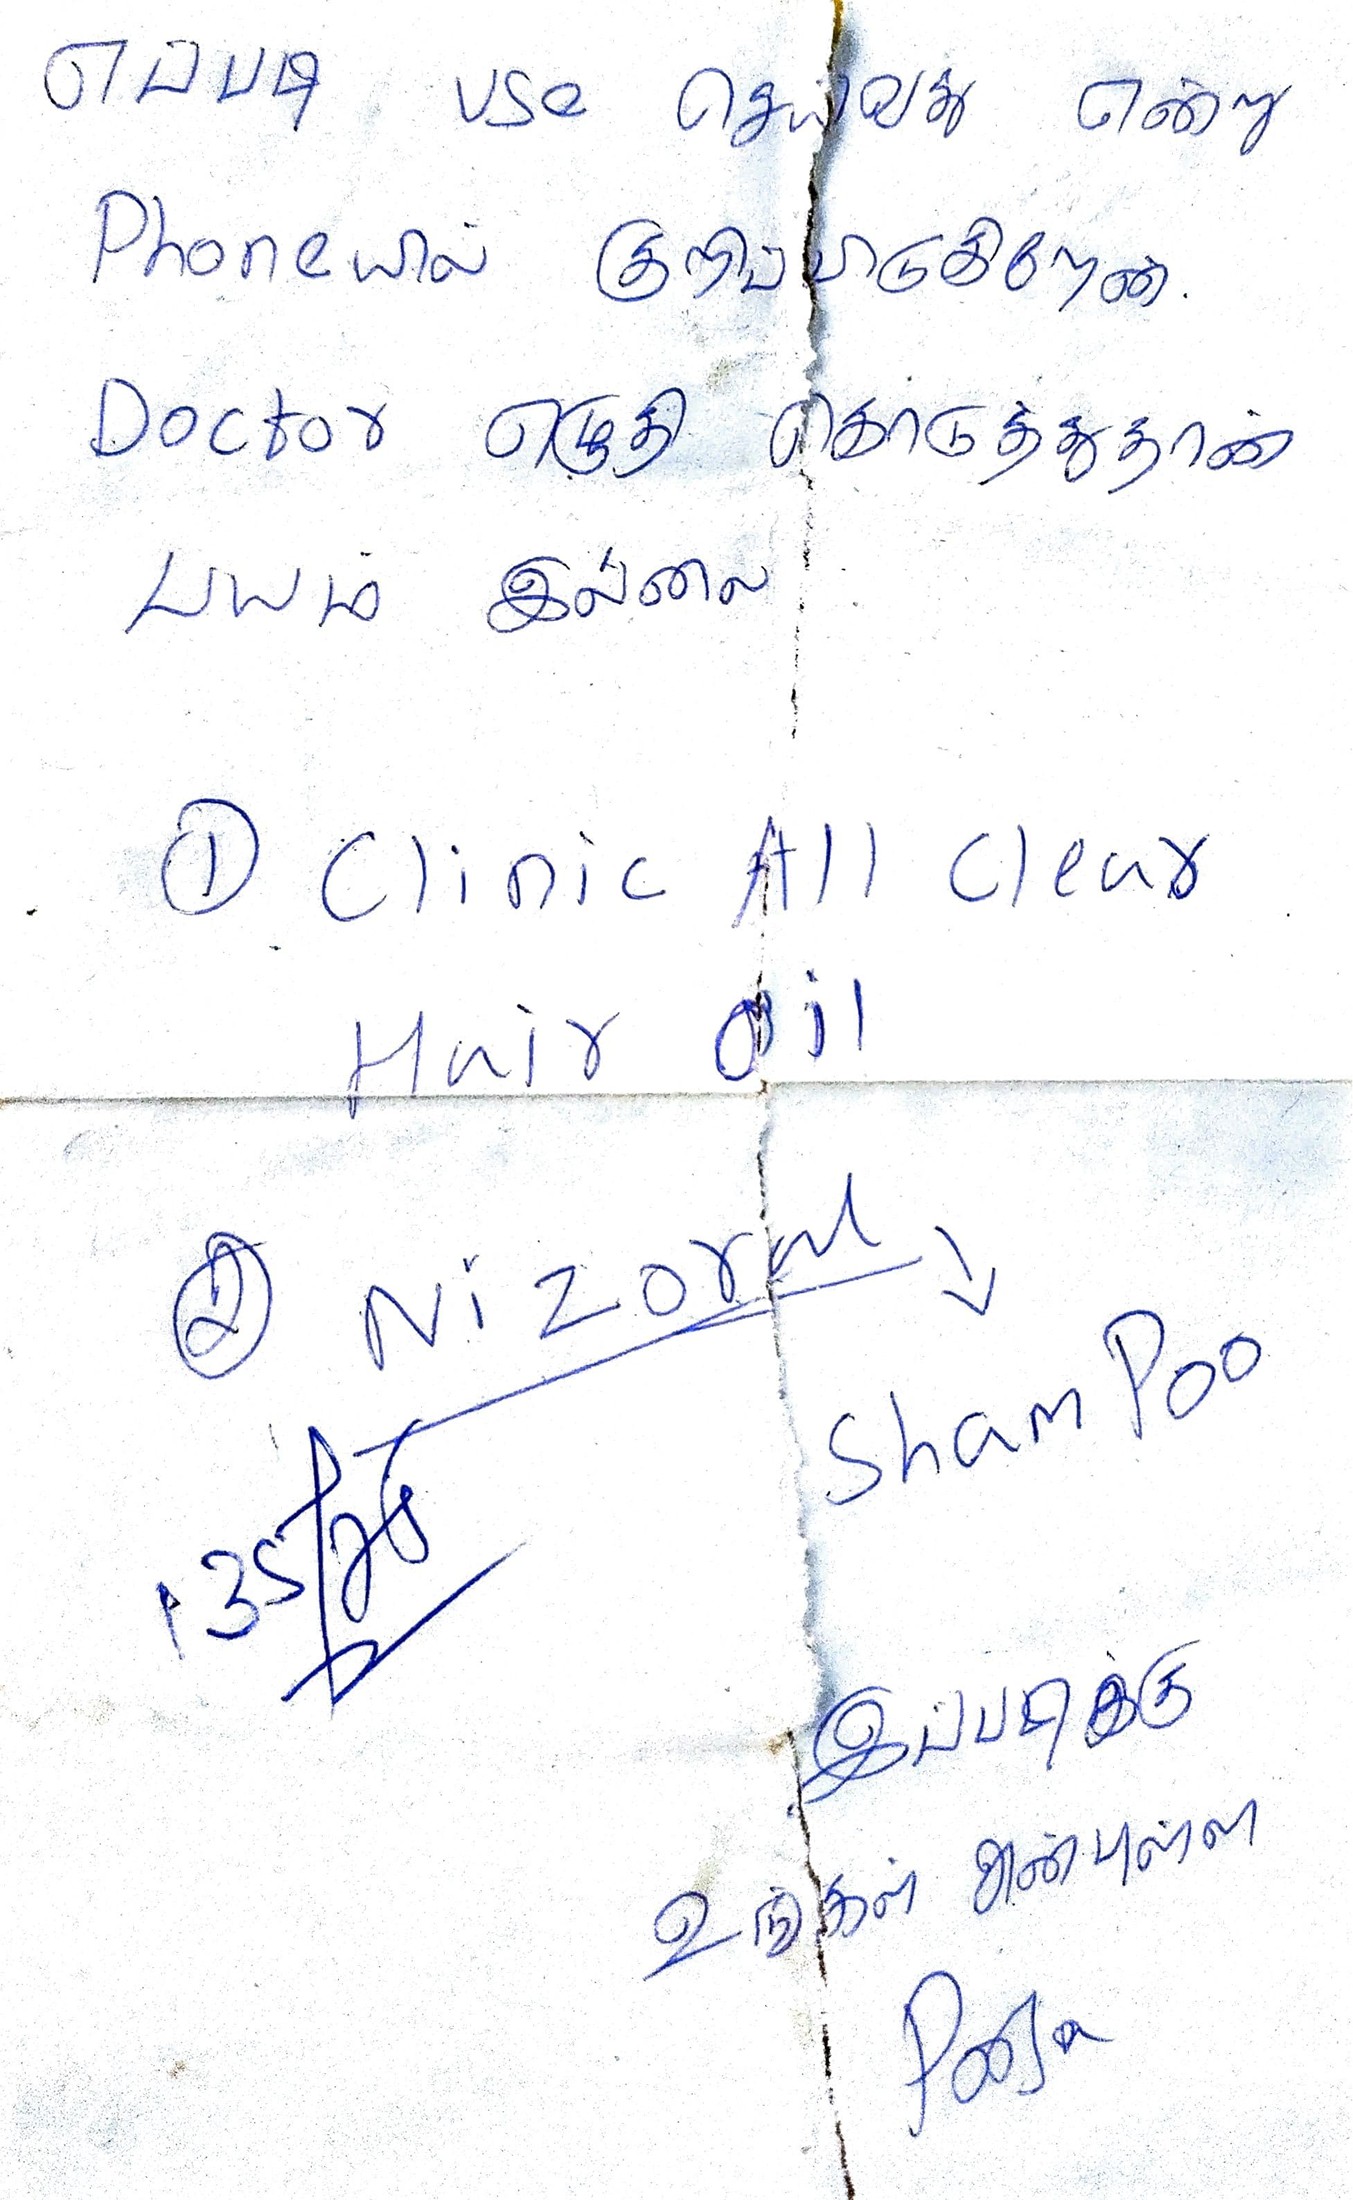 எப்படி use செய்வது என்று
Phoneயில் குறிப்பிடுகிறேன்.
Doctor எழுதி கொடுத்துதான்
பயம் இல்லை
① Clinic All Clear
Hair Oil
② Nizoral
Shampoo
135/25
இப்படிக்கு
உங்கள் அன்புள்ள